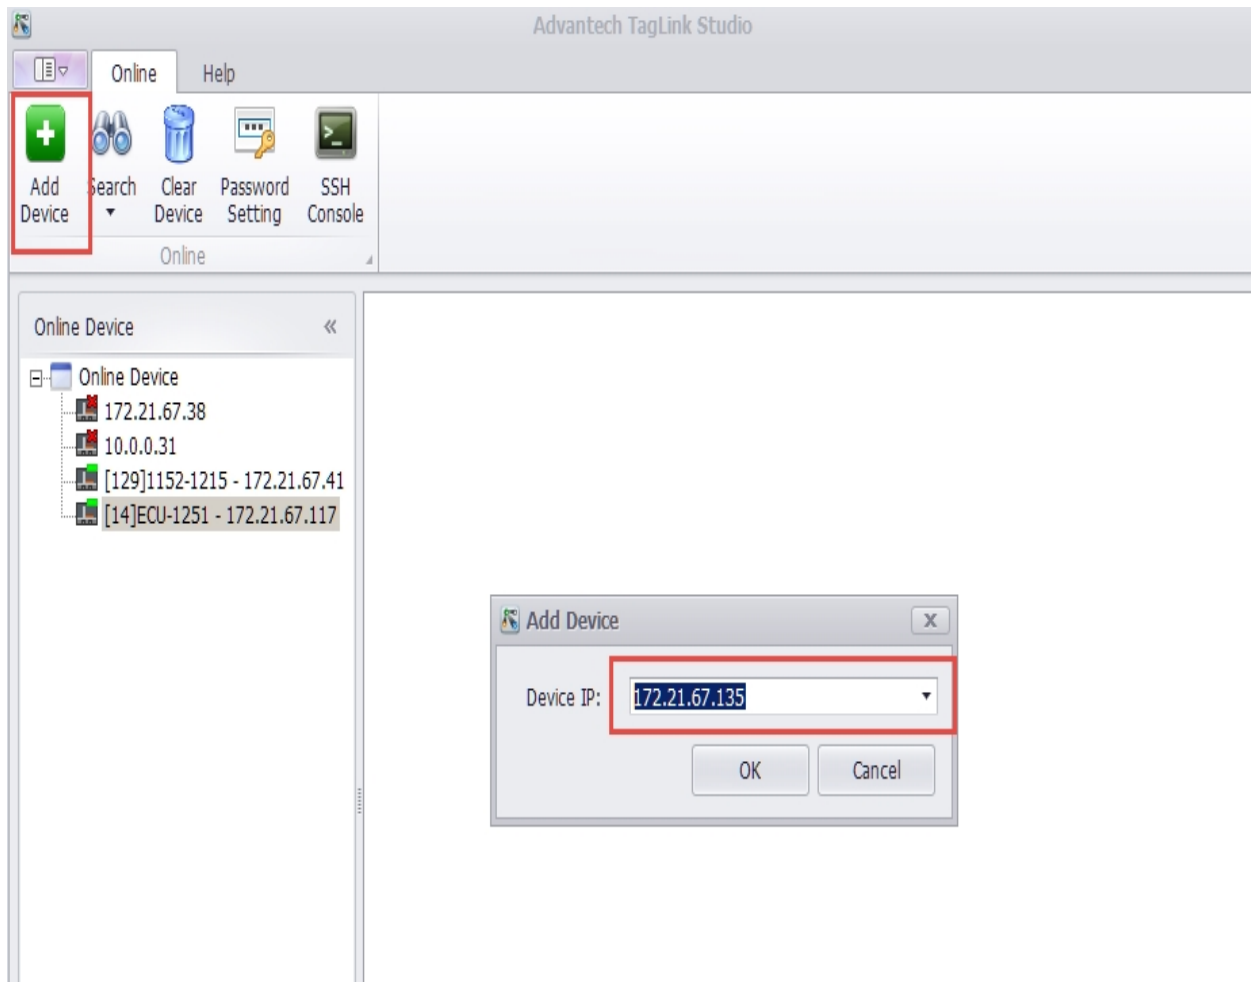 Advantech TagLink Studio
Online Help
Add Device
Search
Clear Device
Password Setting
SSH Console
Online
Online Device
Online Device
172.21.67.38
10.0.0.31
[129]1152-1215 - 172.21.67.41
[14]ECU-1251 - 172.21.67.117
Add Device
Device IP: 172.21.67.135
OK Cancel